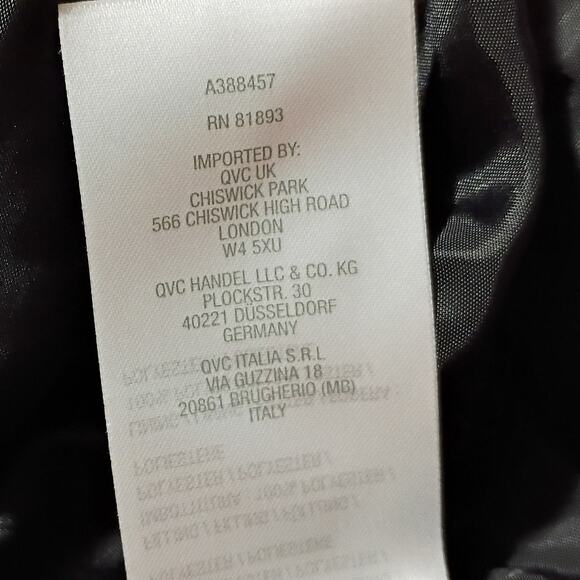 A388457
RN 81893
IMPORTED BY:
QVC UK
CHISWICK PARK
566 CHISWICK HIGH ROAD
LONDON
W4 5XU
QVC HANDEL LLC & CO. KG
PLOCKSTR. 30
40221 DÜSSELDORF
GERMANY
QVC ITALIA S.R.L
VIA GUZZINA 18
20861 BRUGHERIO (MB)
ITALY